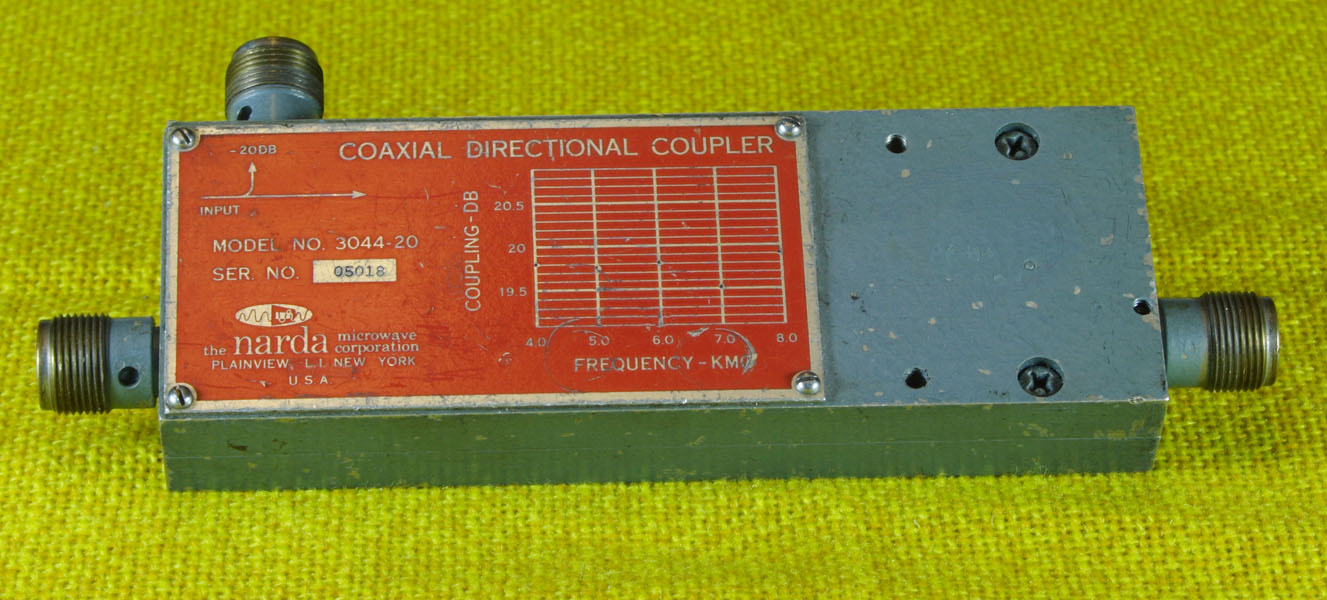 -20DB
INPUT
COAXIAL DIRECTIONAL COUPLER
MODEL NO. 3044-20
SER. NO. 05018
the narda microwave corporation
PLAINVIEW, L.I. NEW YORK
U.S.A.
COUPLING-DB
20.5
20
19.5
4.0 5.0 6.0 7.0 8.0
FREQUENCY-KMC